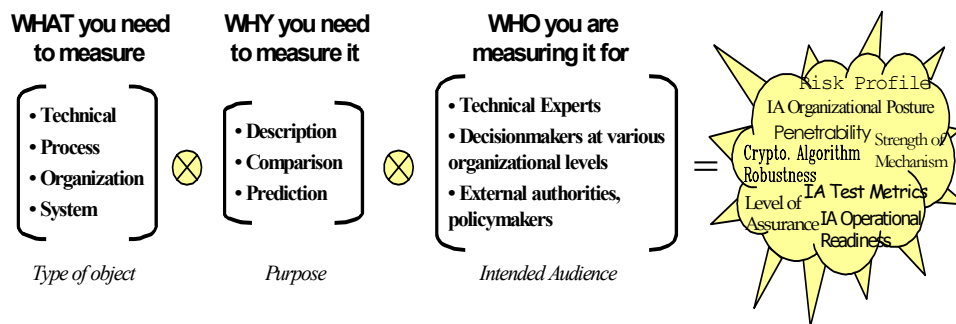 WHAT you need
to measure
• Technical
• Process
• Organization
• System
Type of object
WHY you need
to measure it
• Description
• Comparison
• Prediction
Purpose
WHO you are
measuring it for
• Technical Experts
• Decisionmakers at various
organizational levels
• External authorities,
policymakers
Intended Audience
=
Risk Profile
IA Organizational Posture
Penetrability
Strength of
Mechanism
Crypto. Algorithm
Robustness
IA Test Metrics
Level of
Assurance
IA Operational
Readiness